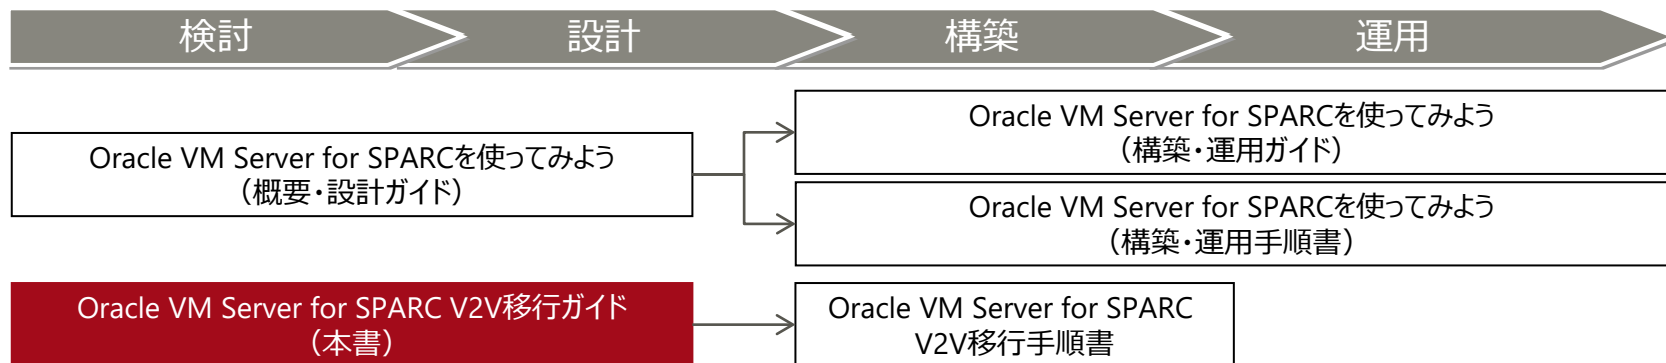 検討
設計
構築
運用
Oracle VM Server for SPARCを使ってみよう
（概要・設計ガイド）
Oracle VM Server for SPARCを使ってみよう
（構築・運用ガイド）
Oracle VM Server for SPARCを使ってみよう
（構築・運用手順書）
Oracle VM Server for SPARC V2V移行ガイド
（本書）
Oracle VM Server for SPARC
V2V移行手順書